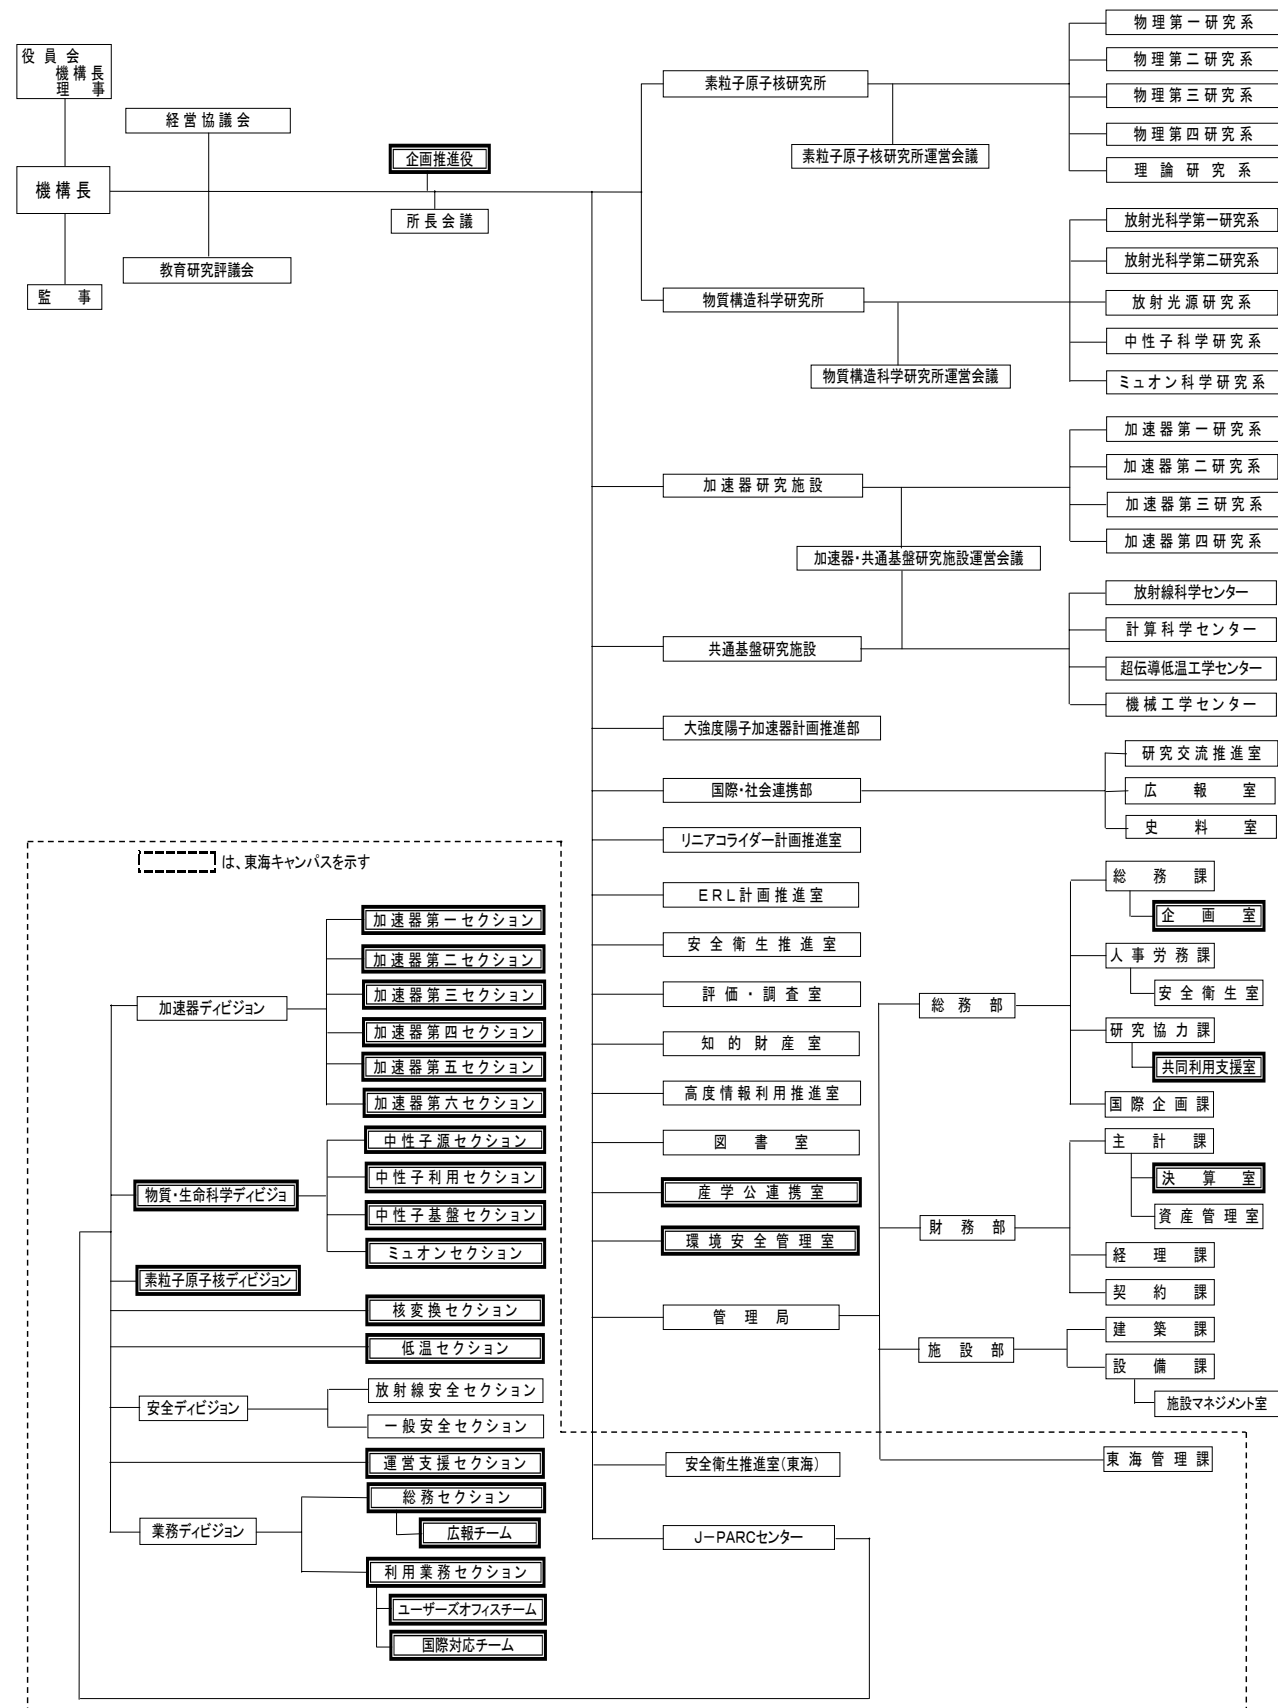 役員会
機構長
理事
経営協議会
機構長
企画推進役
所長会議
教育研究評議会
監事
素粒子原子核研究所
素粒子原子核研究所運営会議
物理第一研究系
物理第二研究系
物理第三研究系
物理第四研究系
理論研究系
物質構造科学研究所
物質構造科学研究所運営会議
放射光科学第一研究系
放射光科学第二研究系
放射光源研究系
中性子科学研究系
ミュオン科学研究系
加速器研究施設
加速器・共通基盤研究施設運営会議
加速器第一研究系
加速器第二研究系
加速器第三研究系
加速器第四研究系
共通基盤研究施設
放射線科学センター
計算科学センター
超伝導低温工学センター
機械工学センター
大強度陽子加速器計画推進部
国際・社会連携部
研究交流推進室
広報室
史料室
リニアコライダー計画推進室
ERL計画推進室
安全衛生推進室
評価・調査室
知的財産室
高度情報利用推進室
図書室
産学公連携室
環境安全管理室
管理局
総務部
総務課
企画室
人事労務課
安全衛生室
研究協力課
共同利用支援室
国際企画課
財務部
主計課
決算室
資産管理室
経理課
契約課
施設部
建築課
設備課
施設マネジメント室
東海管理課
安全衛生推進室(東海)
J-PARCセンター
は、東海キャンパスを示す
加速器ディビジョン
加速器第一セクション
加速器第二セクション
加速器第三セクション
加速器第四セクション
加速器第五セクション
加速器第六セクション
物質・生命科学ディビジョ
中性子源セクション
中性子利用セクション
中性子基盤セクション
ミュオンセクション
素粒子原子核ディビジョン
核変換セクション
低温セクション
安全ディビジョン
放射線安全セクション
一般安全セクション
運営支援セクション
業務ディビジョン
総務セクション
広報チーム
利用業務セクション
ユーザーズオフィスチーム
国際対応チーム